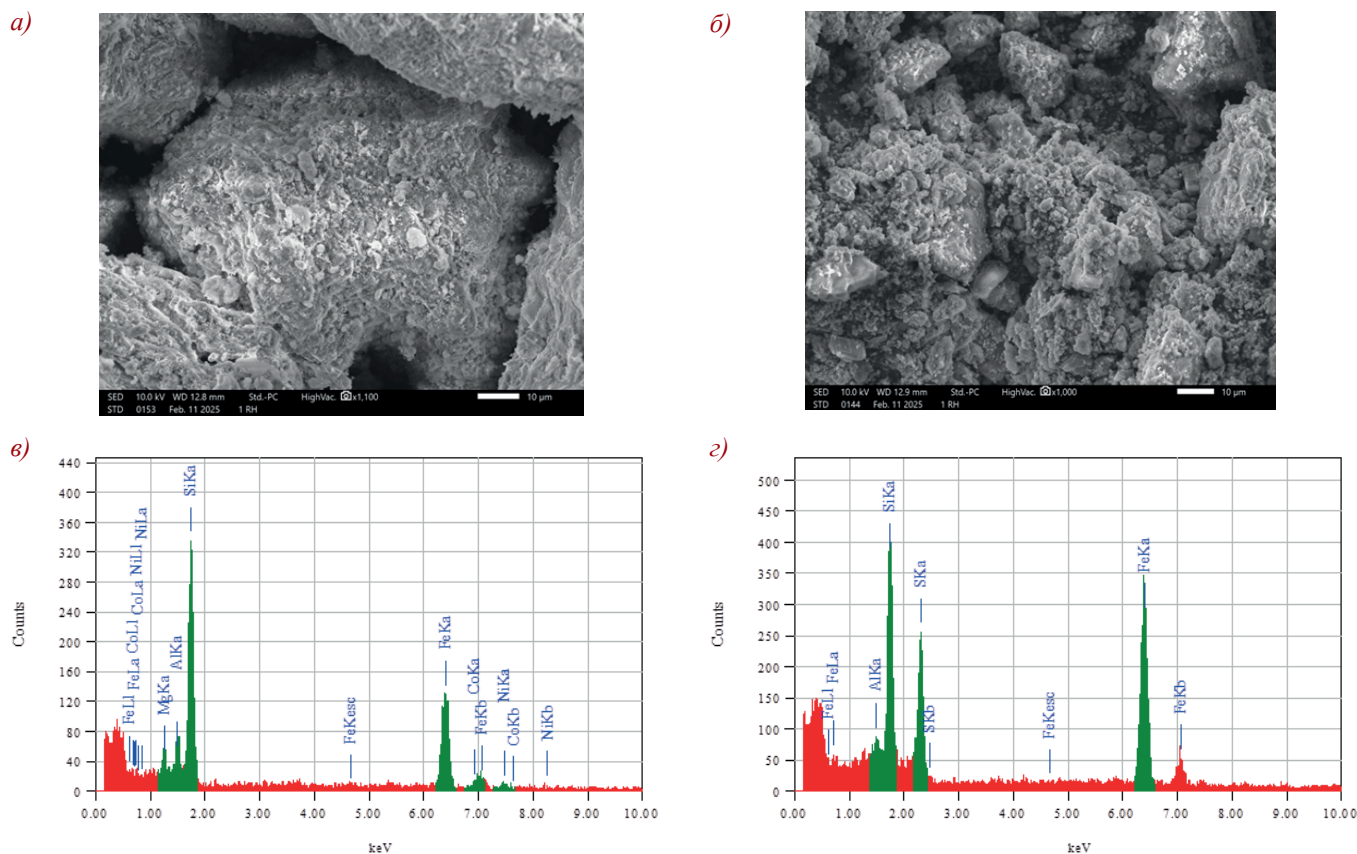 а)
SED 10.0 kV WD 12.8 mm Std.-PC HighVac. x1,100 10 µm
STD 0153 Feb. 11 2025 1 RH
б)
SED 10.0 kV WD 12.9 mm Std.-PC HighVac. x1,000 10 µm
STD 0144 Feb. 11 2025 1 RH
в)
440
400
360
320
280
240
200
160
120
80
40
0
Counts
FeLl
FeLa
CoLl
CoLa
NiLl
NiLa
MgKa
AlKa
SiKa
FeKesc
FeKa
CoKa
FeKb
NiKa
CoKb
NiKb
0.00 1.00 2.00 3.00 4.00 5.00 6.00 7.00 8.00 9.00 10.00
keV
г)
500
450
400
350
300
250
200
150
100
50
0
Counts
FeLl
FeLa
AlKa
SiKa
SKa
SKb
FeKesc
FeKa
FeKb
0.00 1.00 2.00 3.00 4.00 5.00 6.00 7.00 8.00 9.00 10.00
keV